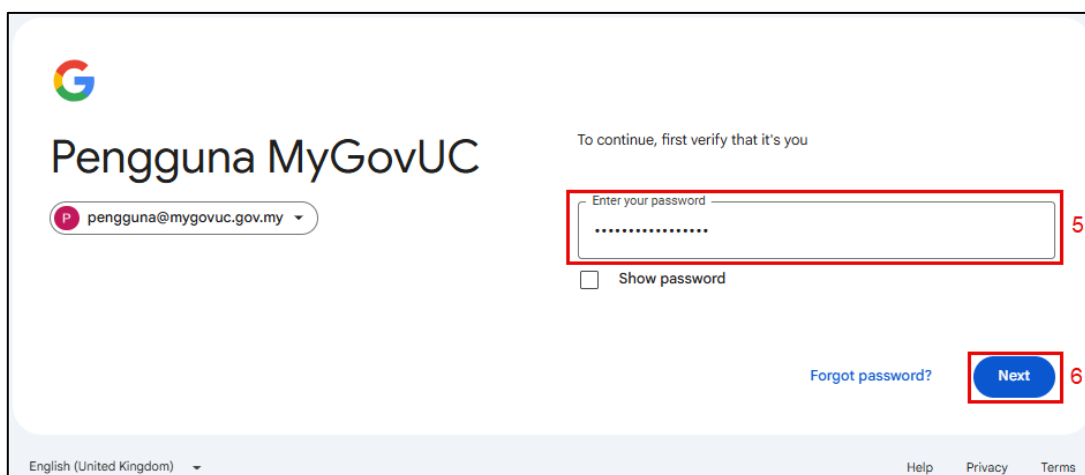 Pengguna MyGovUC
P pengguna@mygovuc.gov.my
To continue, first verify that it's you
Enter your password
•••••••••••••••••
5
Show password
Forgot password?
Next
6
English (United Kingdom)
Help Privacy Terms